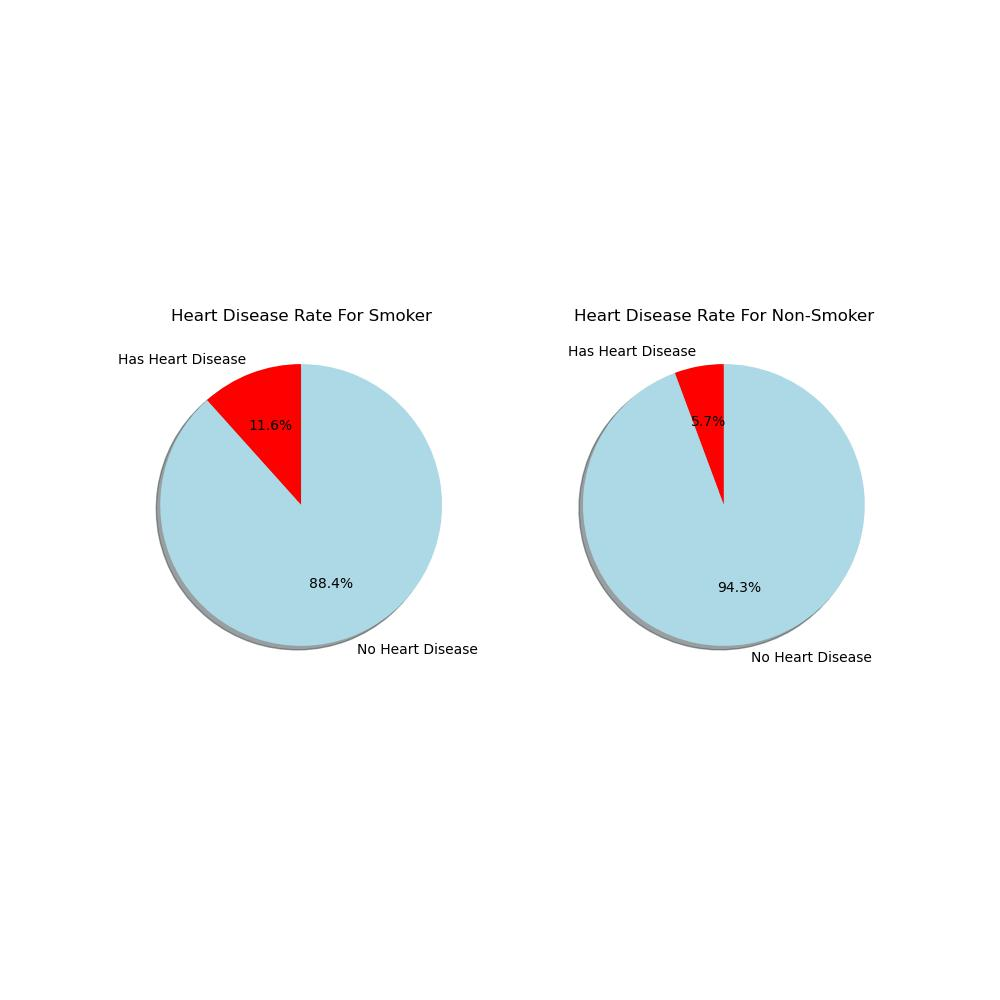 Heart Disease Rate For Smoker
Has Heart Disease
11.6%
88.4%
No Heart Disease
Heart Disease Rate For Non-Smoker
Has Heart Disease
5.7%
94.3%
No Heart Disease